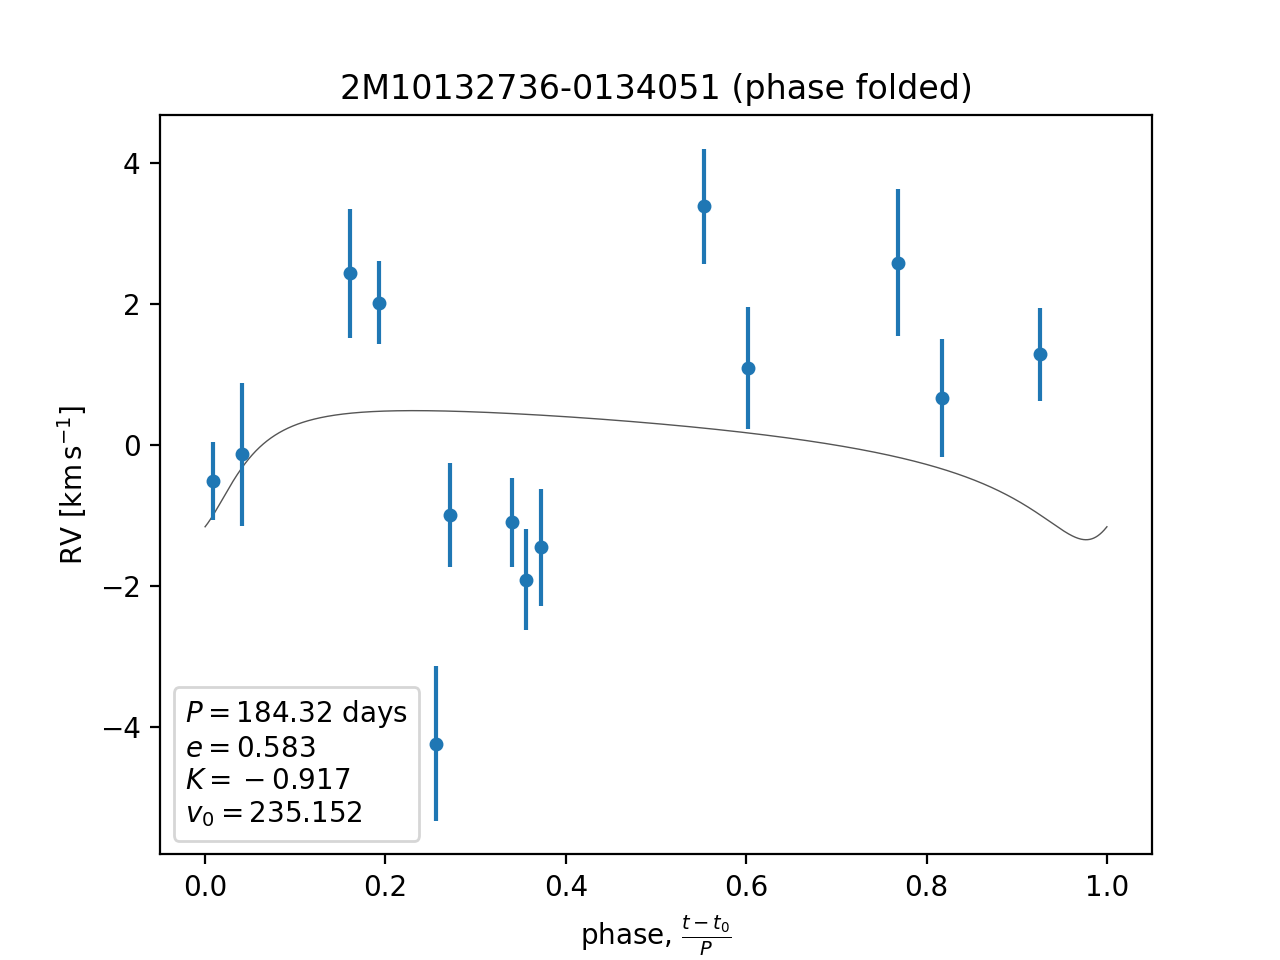 2M10132736-0134051 (phase folded)
4
2
0
−2
−4
RV [km s⁻¹]
P = 184.32 days
e = 0.583
K = −0.917
v₀ = 235.152
0.0 0.2 0.4 0.6 0.8 1.0
phase, (t − t₀)/P